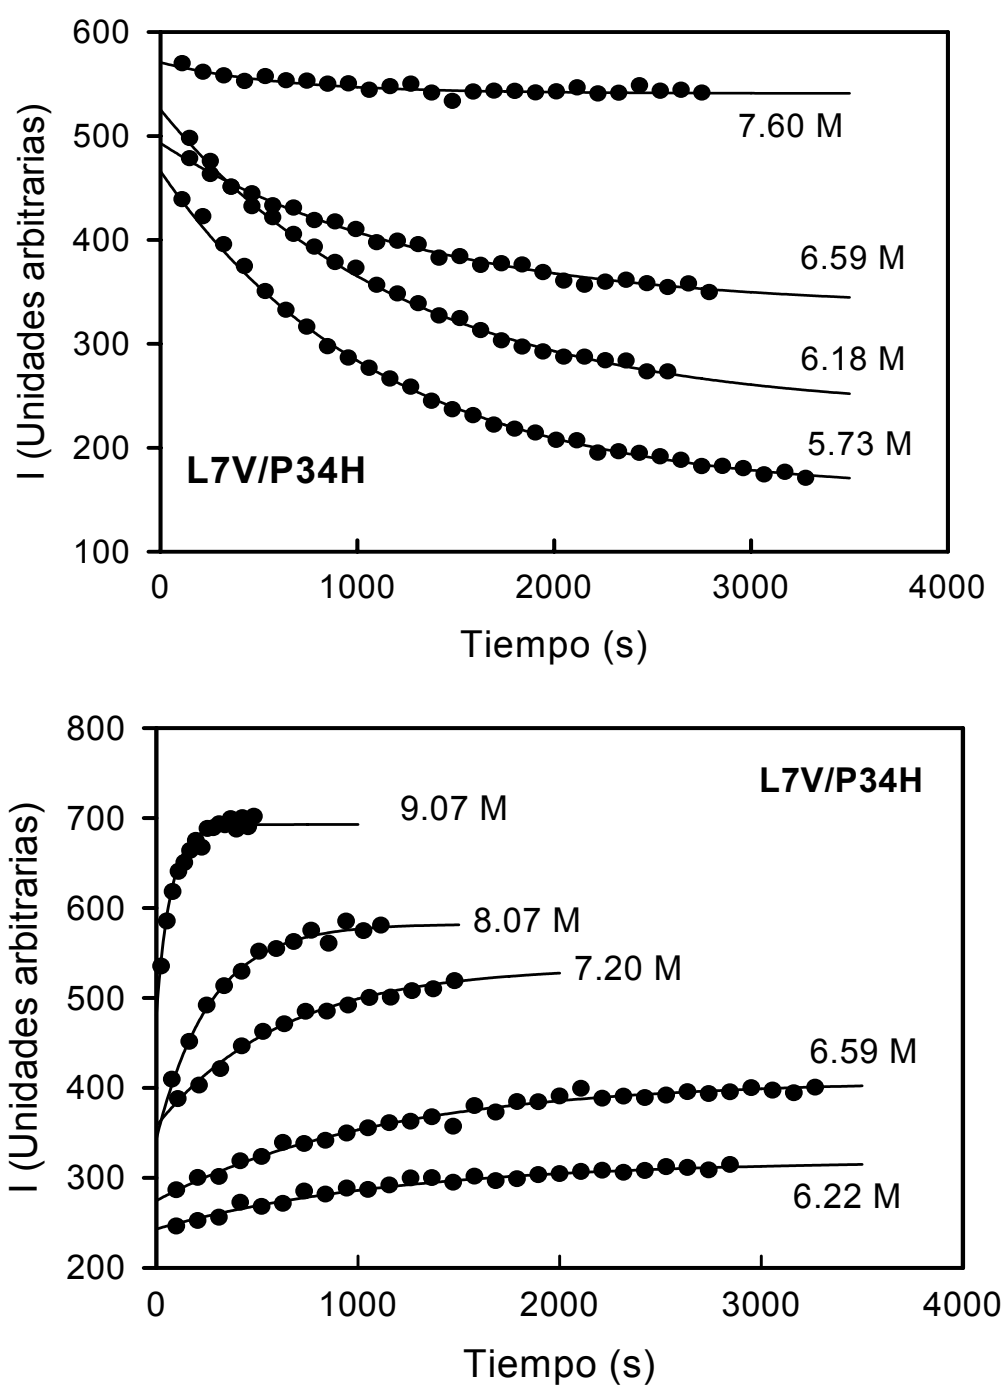 600
500
400
300
200
100
I (Unidades arbitrarias)
7.60 M
6.59 M
6.18 M
5.73 M
L7V/P34H
0 1000 2000 3000 4000
Tiempo (s)
800
700
600
500
400
300
200
I (Unidades arbitrarias)
L7V/P34H
9.07 M
8.07 M
7.20 M
6.59 M
6.22 M
0 1000 2000 3000 4000
Tiempo (s)